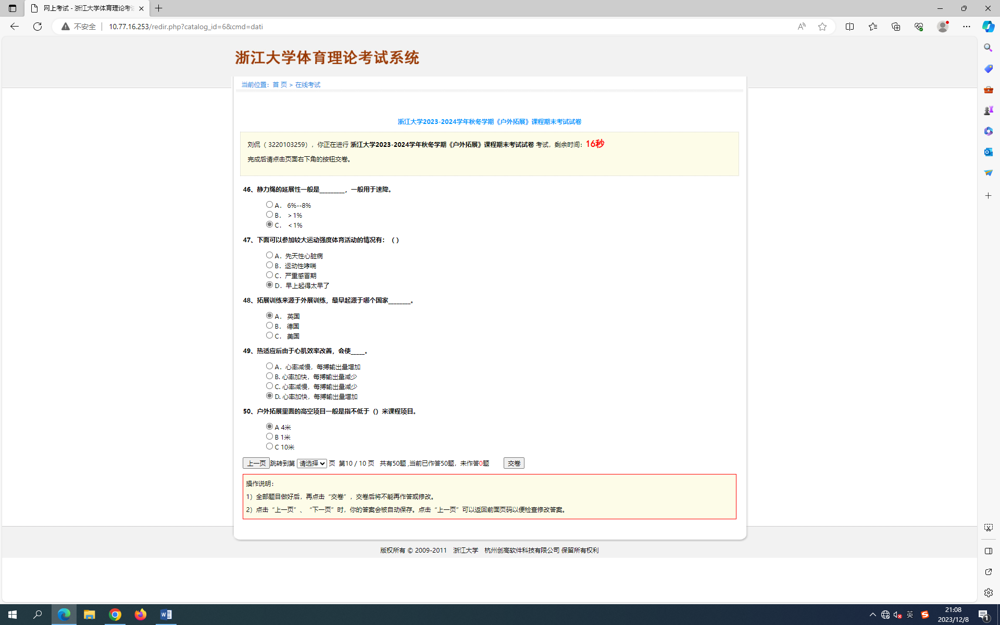 网上考试 - 浙江大学体育理论考试
不安全
10.77.16.253/redir.php?catalog_id=6&cmd=dati
浙江大学体育理论考试系统
当前位置：首 页 > 在线考试
浙江大学2023-2024学年秋冬学期《户外拓展》课程期末考试试卷
刘侃（ 3220103259），你正在进行 浙江大学2023-2024学年秋冬学期《户外拓展》课程期末考试试卷 考试，剩余时间：16秒
完成后请点击页面右下角的按钮交卷。
46、静力绳的延展性一般是________，一般用于速降。
A. 6%--8%
B. ＞1%
C. ＜1%
47、下面可以参加较大运动强度体育活动的情况有：（ ）
A. 先天性心脏病
B. 运动性哮喘
C. 严重感冒期
D. 早上起得太早了
48、拓展训练来源于外展训练，最早起源于哪个国家_______。
A. 英国
B. 德国
C. 美国
49、热适应后由于心肌效率改善，会使____。
A. 心率减慢，每搏输出量增加
B. 心率加快，每搏输出量减少
C. 心率减慢，每搏输出量减少
D. 心率加快，每搏输出量增加
50、户外拓展里面的高空项目一般是指不低于（）米课程项目。
A 4米
B 1米
C 10米
上一页 跳转到第 请选择 页 第10 / 10 页 共有50题 ,当前已作答50题，未作答0题 交卷
操作说明：
1）全部题目做好后，再点击“交卷”，交卷后将不能再作答或修改。
2）点击“上一页”、“下一页”时，你的答案会被自动保存。点击“上一页”可以返回前面页码以便检查修改答案。
版权所有 © 2009-2011 浙江大学 杭州创高软件科技有限公司 保留所有权利
英
21:08
2023/12/8
1